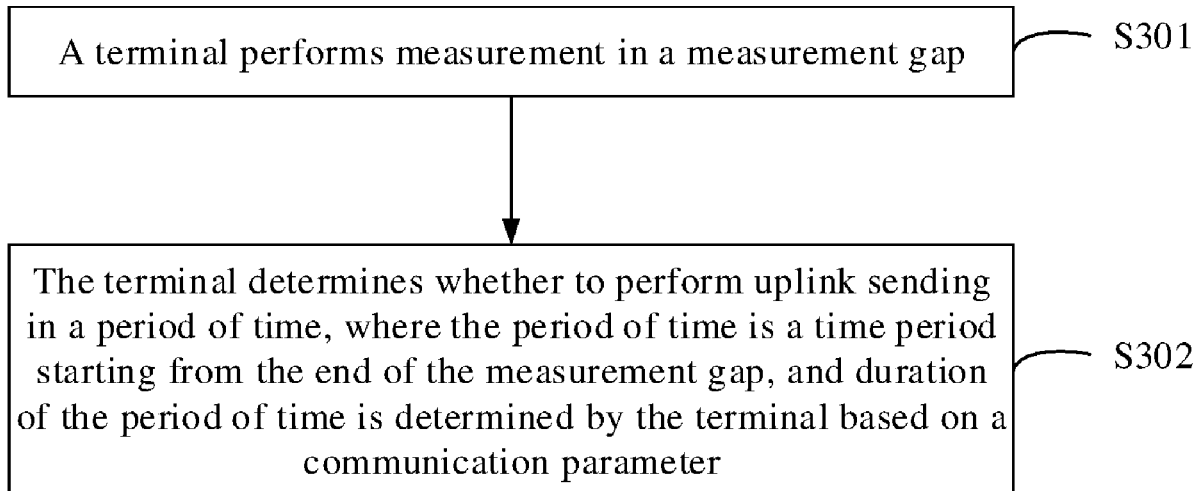 A terminal performs measurement in a measurement gap
S301
The terminal determines whether to perform uplink sending
in a period of time, where the period of time is a time period
starting from the end of the measurement gap, and duration
of the period of time is determined by the terminal based on a
communication parameter
S302